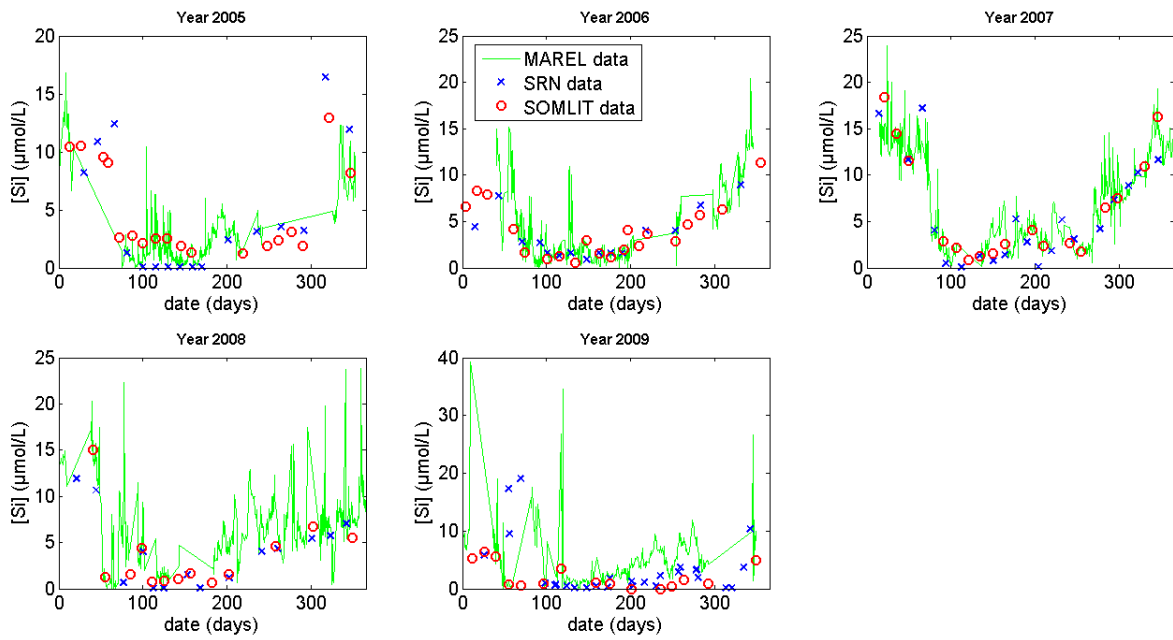 Year 2005
Year 2006
Year 2007
20
15
10
5
0
[Si] (μmol/L)
0
100
200
300
date (days)
25
20
15
10
5
0
[Si] (μmol/L)
MAREL data
SRN data
SOMLIT data
0
100
200
300
date (days)
25
20
15
10
5
0
[Si] (μmol/L)
0
100
200
300
date (days)
Year 2008
Year 2009
25
20
15
10
5
0
[Si] (μmol/L)
0
100
200
300
date (days)
40
30
20
10
0
[Si] (μmol/L)
0
100
200
300
date (days)